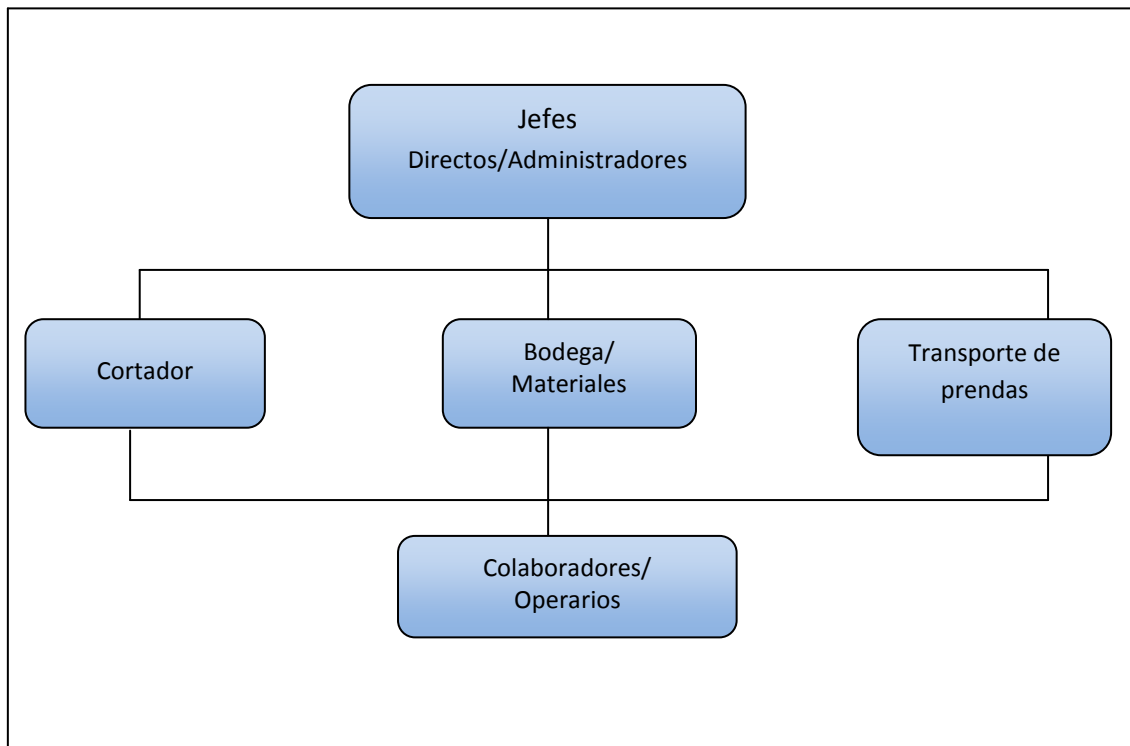 Jefes
Directos/Administradores
Cortador
Bodega/
Materiales
Transporte de
prendas
Colaboradores/
Operarios